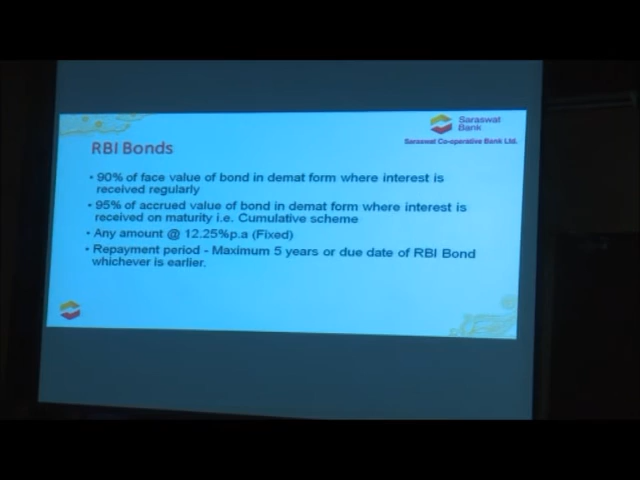 Saraswat
Bank
Saraswat Co-operative Bank Ltd.
RBI Bonds
• 90% of face value of bond in demat form where interest is
received regularly
• 95% of accrued value of bond in demat form where interest is
received on maturity i.e. Cumulative scheme
• Any amount @ 12.25%p.a (Fixed)
• Repayment period - Maximum 5 years or due date of RBI Bond
whichever is earlier.